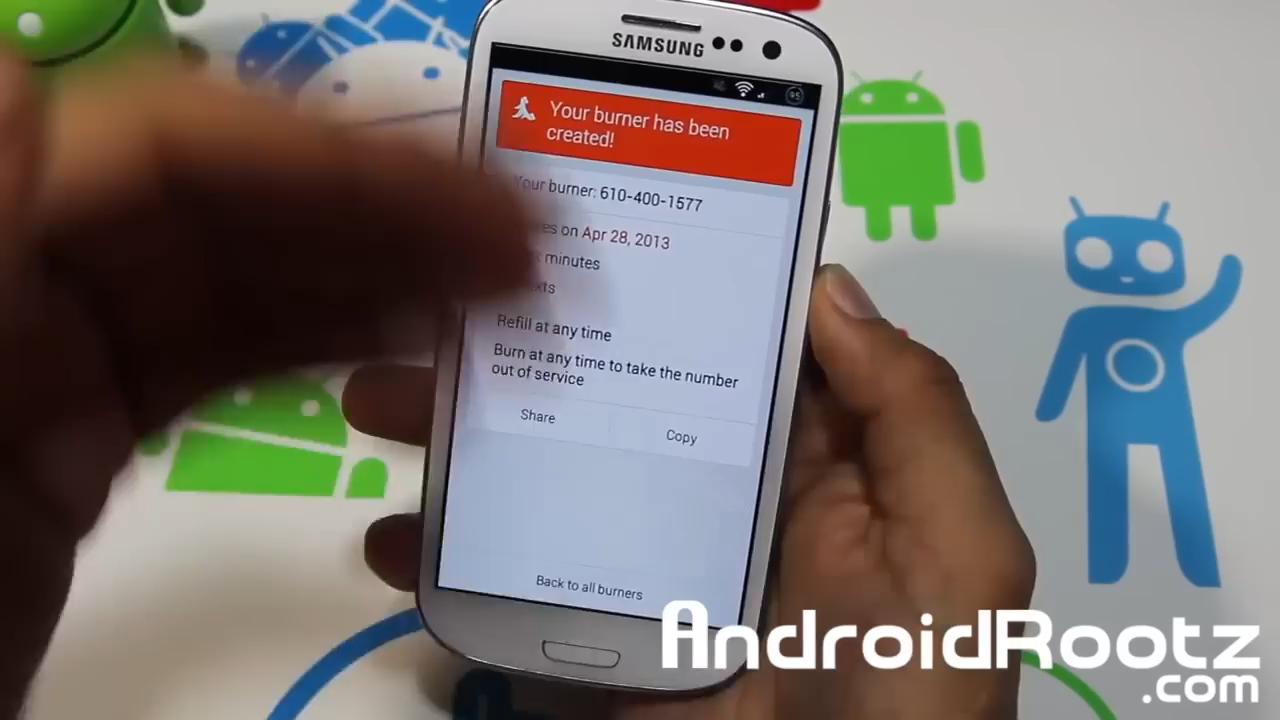 SAMSUNG
95
Your burner has been
created!
Your burner: 610-400-1577
on Apr 28, 2013
minutes
Refill at any time
Burn at any time to take the number
out of service
Share
Copy
Back to all burners
AndroidRootz
.com